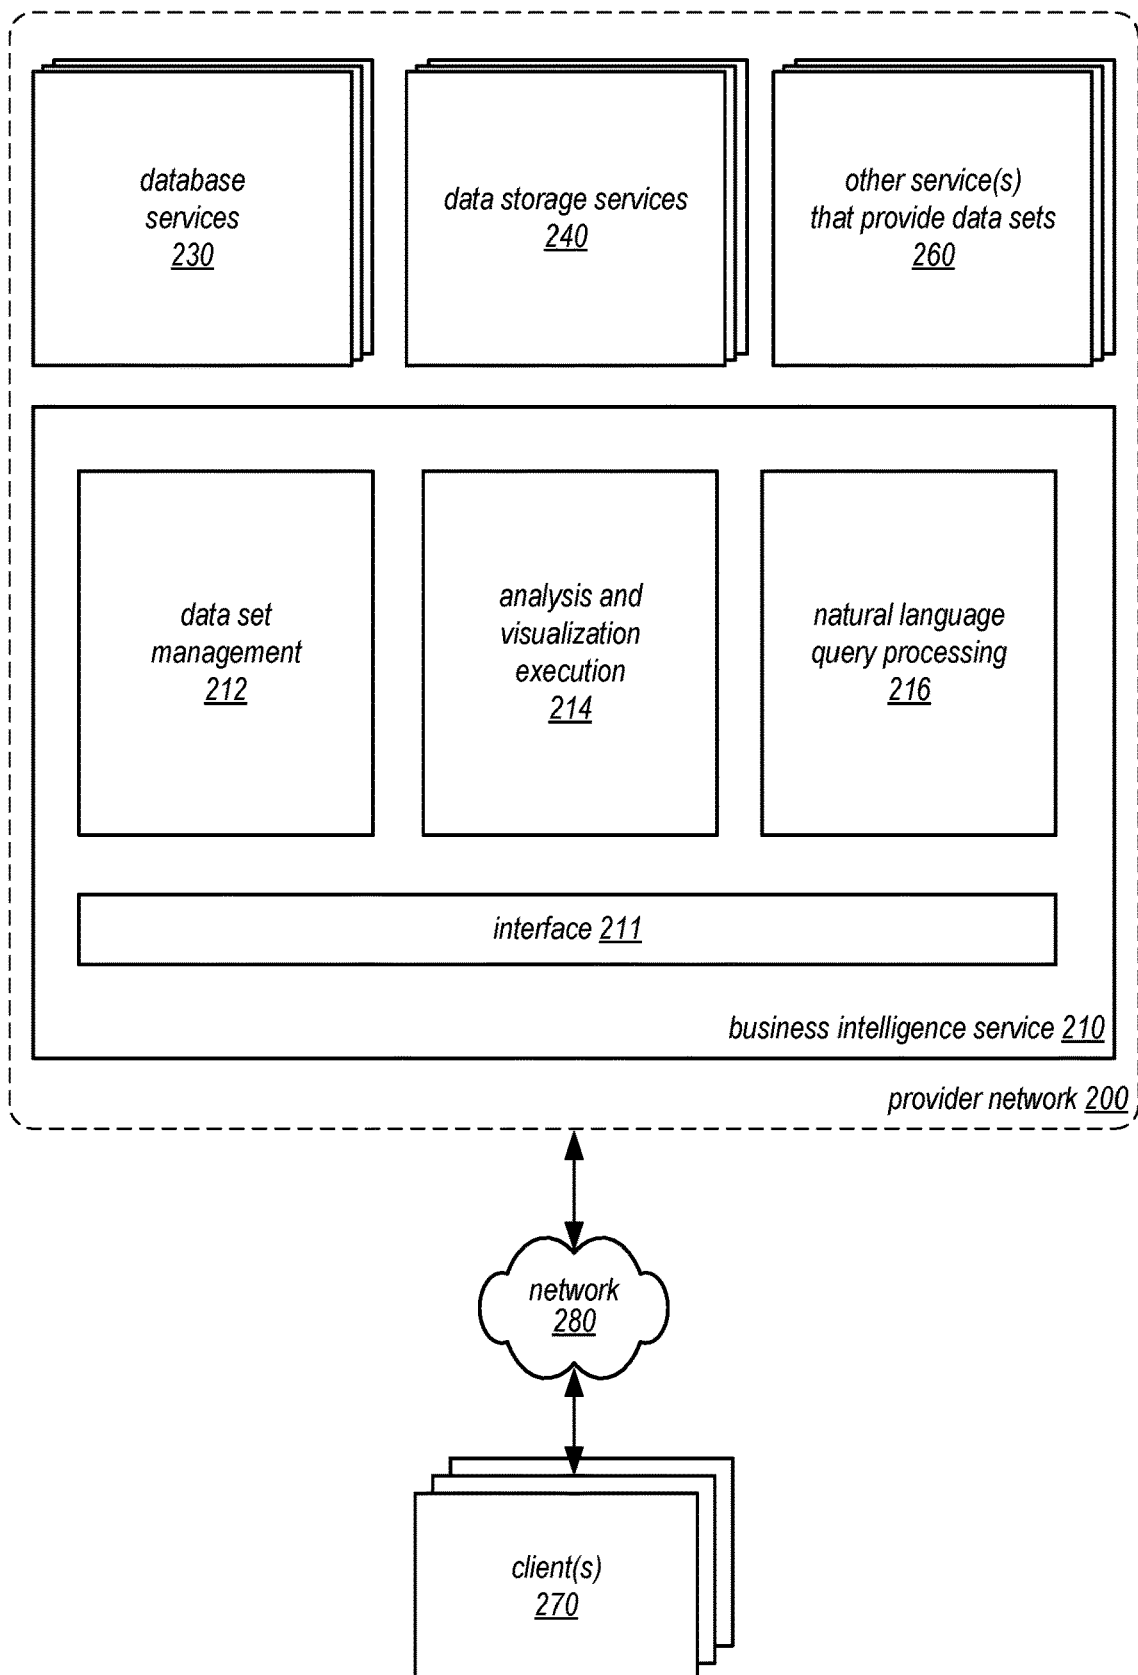 database
services
230
data storage services
240
other service(s)
that provide data sets
260
data set
management
212
analysis and
visualization
execution
214
natural language
query processing
216
interface 211
business intelligence service 210
provider network 200
network
280
client(s)
270